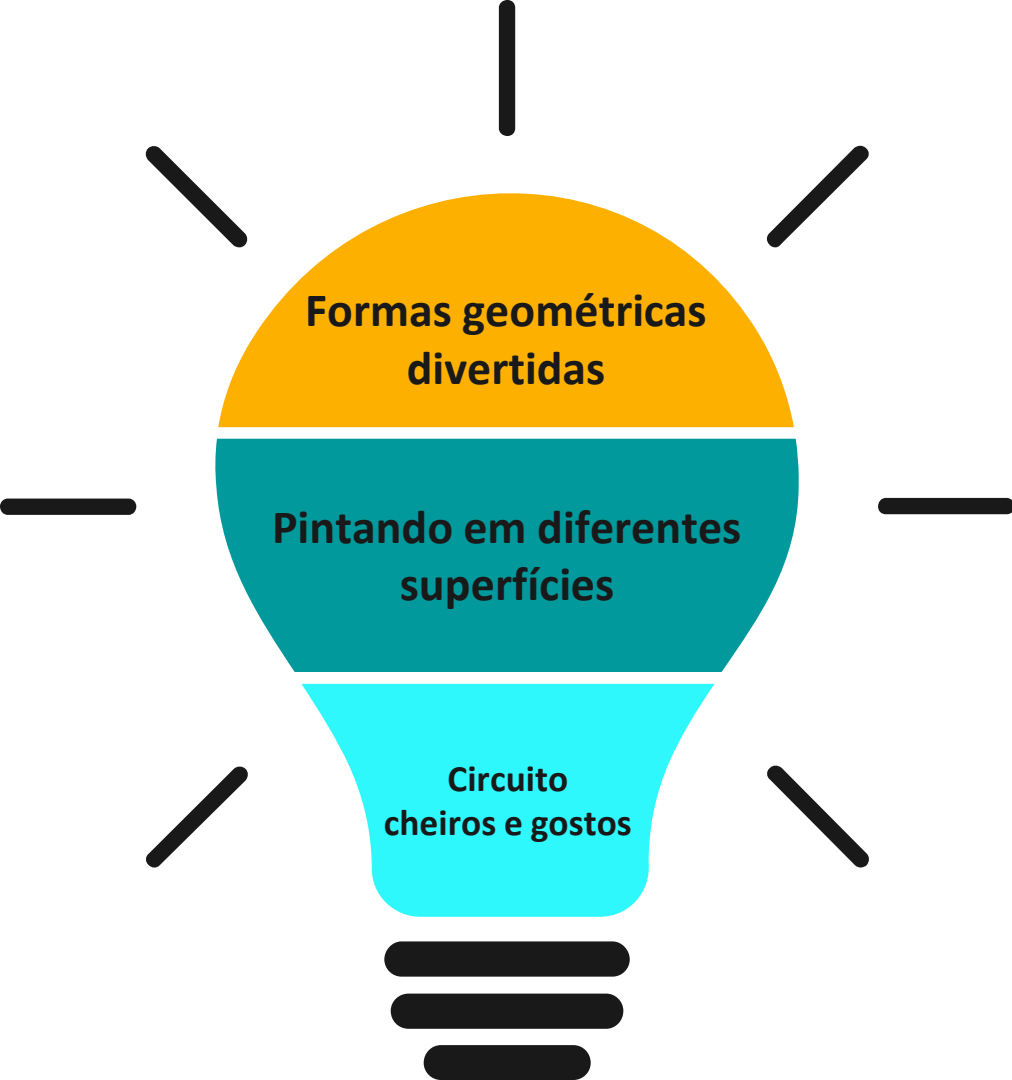 Formas geométricas
divertidas
Pintando em diferentes
superfícies
Circuito
cheiros e gostos